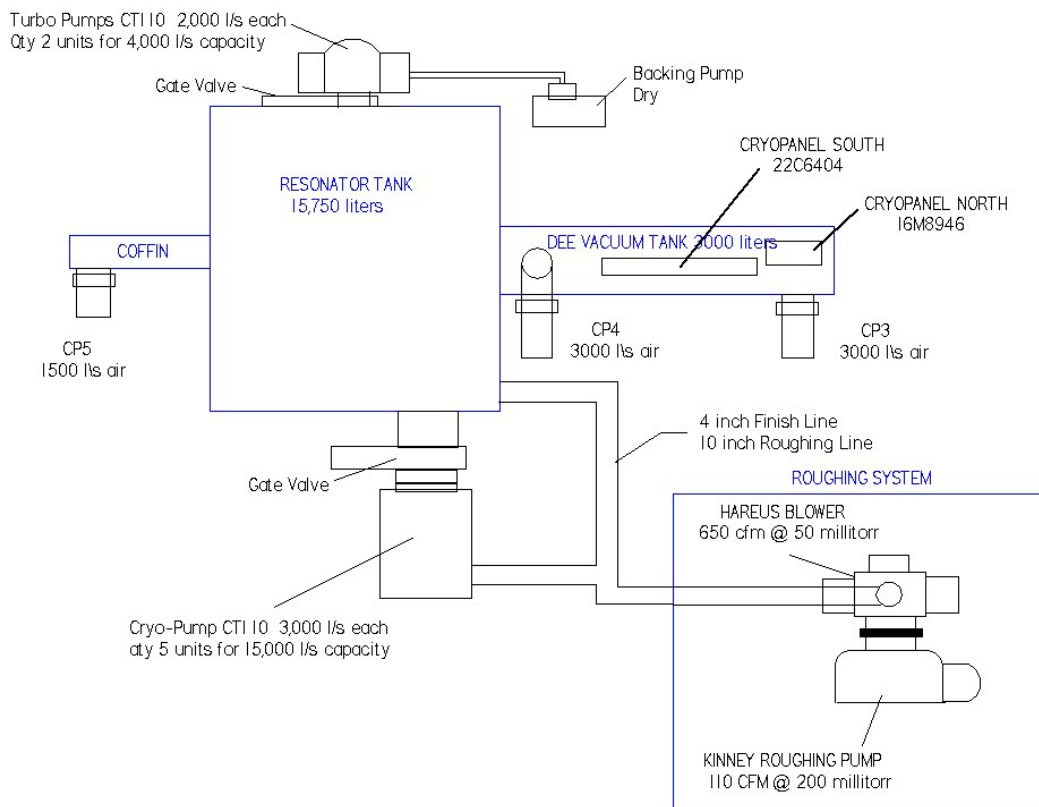 Turbo Pumps CTI 10  2,000 l/s each
Qty 2 units for 4,000 l/s capacity
Gate Valve
Backing Pump
Dry
CRYOPANEL SOUTH
22C6404
CRYOPANEL NORTH
16M8946
RESONATOR TANK
15,750 liters
COFFIN
DEE VACUUM TANK 3000 liters
CP5
1500 l\s air
CP4
3000 l\s air
CP3
3000 l\s air
4 inch Finish Line
10 inch Roughing Line
Gate Valve
ROUGHING SYSTEM
HAREUS BLOWER
650 cfm @ 50 millitorr
Cryo-Pump CTI 10  3,000 l/s each
qty 5 units for 15,000 l/s capacity
KINNEY ROUGHING PUMP
110 CFM @ 200 millitorr